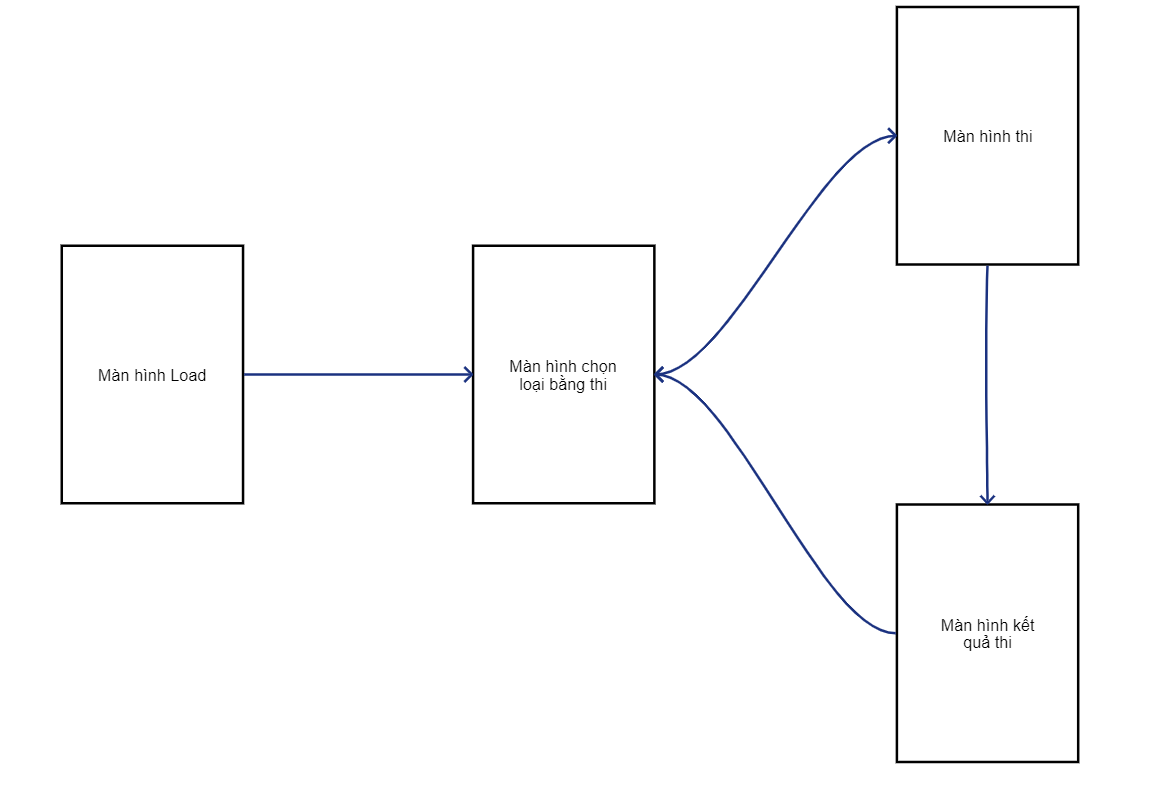 Màn hình thi
Màn hình Load
Màn hình chọn
loại bằng thi
Màn hình kết
quả thi